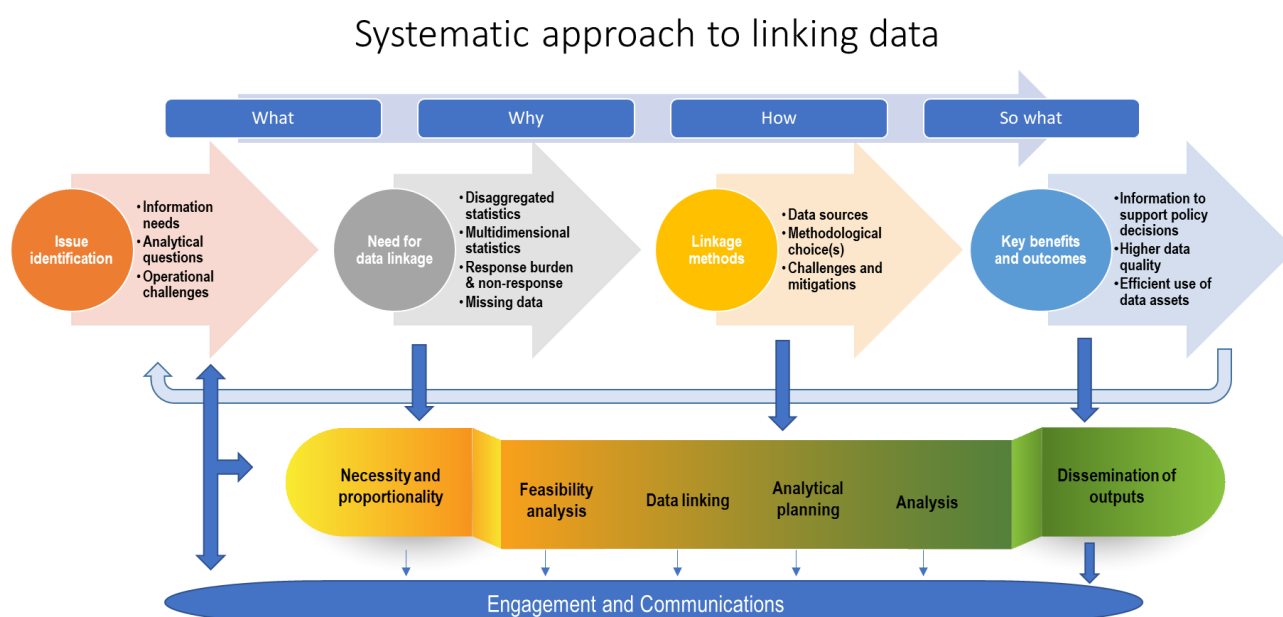 Systematic approach to linking data
What
Why
How
So what
Issue
identification
• Information
needs
• Analytical
questions
• Operational
challenges
Need for
data linkage
• Disaggregated
statistics
• Multidimensional
statistics
• Response burden
& non-response
• Missing data
Linkage
methods
• Data sources
• Methodological
choice(s)
• Challenges and
mitigations
Key benefits
and outcomes
• Information to
support policy
decisions
• Higher data
quality
• Efficient use of
data assets
Necessity and
proportionality
Feasibility
analysis
Data linking
Analytical
planning
Analysis
Dissemination of
outputs
Engagement and Communications